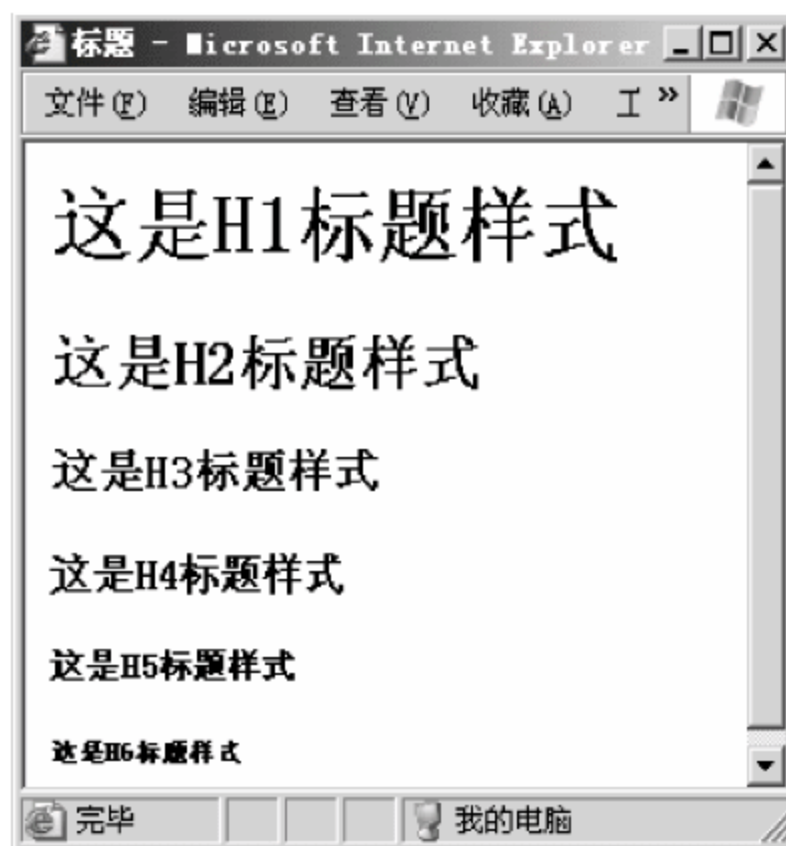 标题 - Microsoft Internet Explorer
文件(F) 编辑(E) 查看(V) 收藏(A) 工 »
这是H1标题样式
这是H2标题样式
这是H3标题样式
这是H4标题样式
这是H5标题样式
这是H6标题样式
完毕 我的电脑